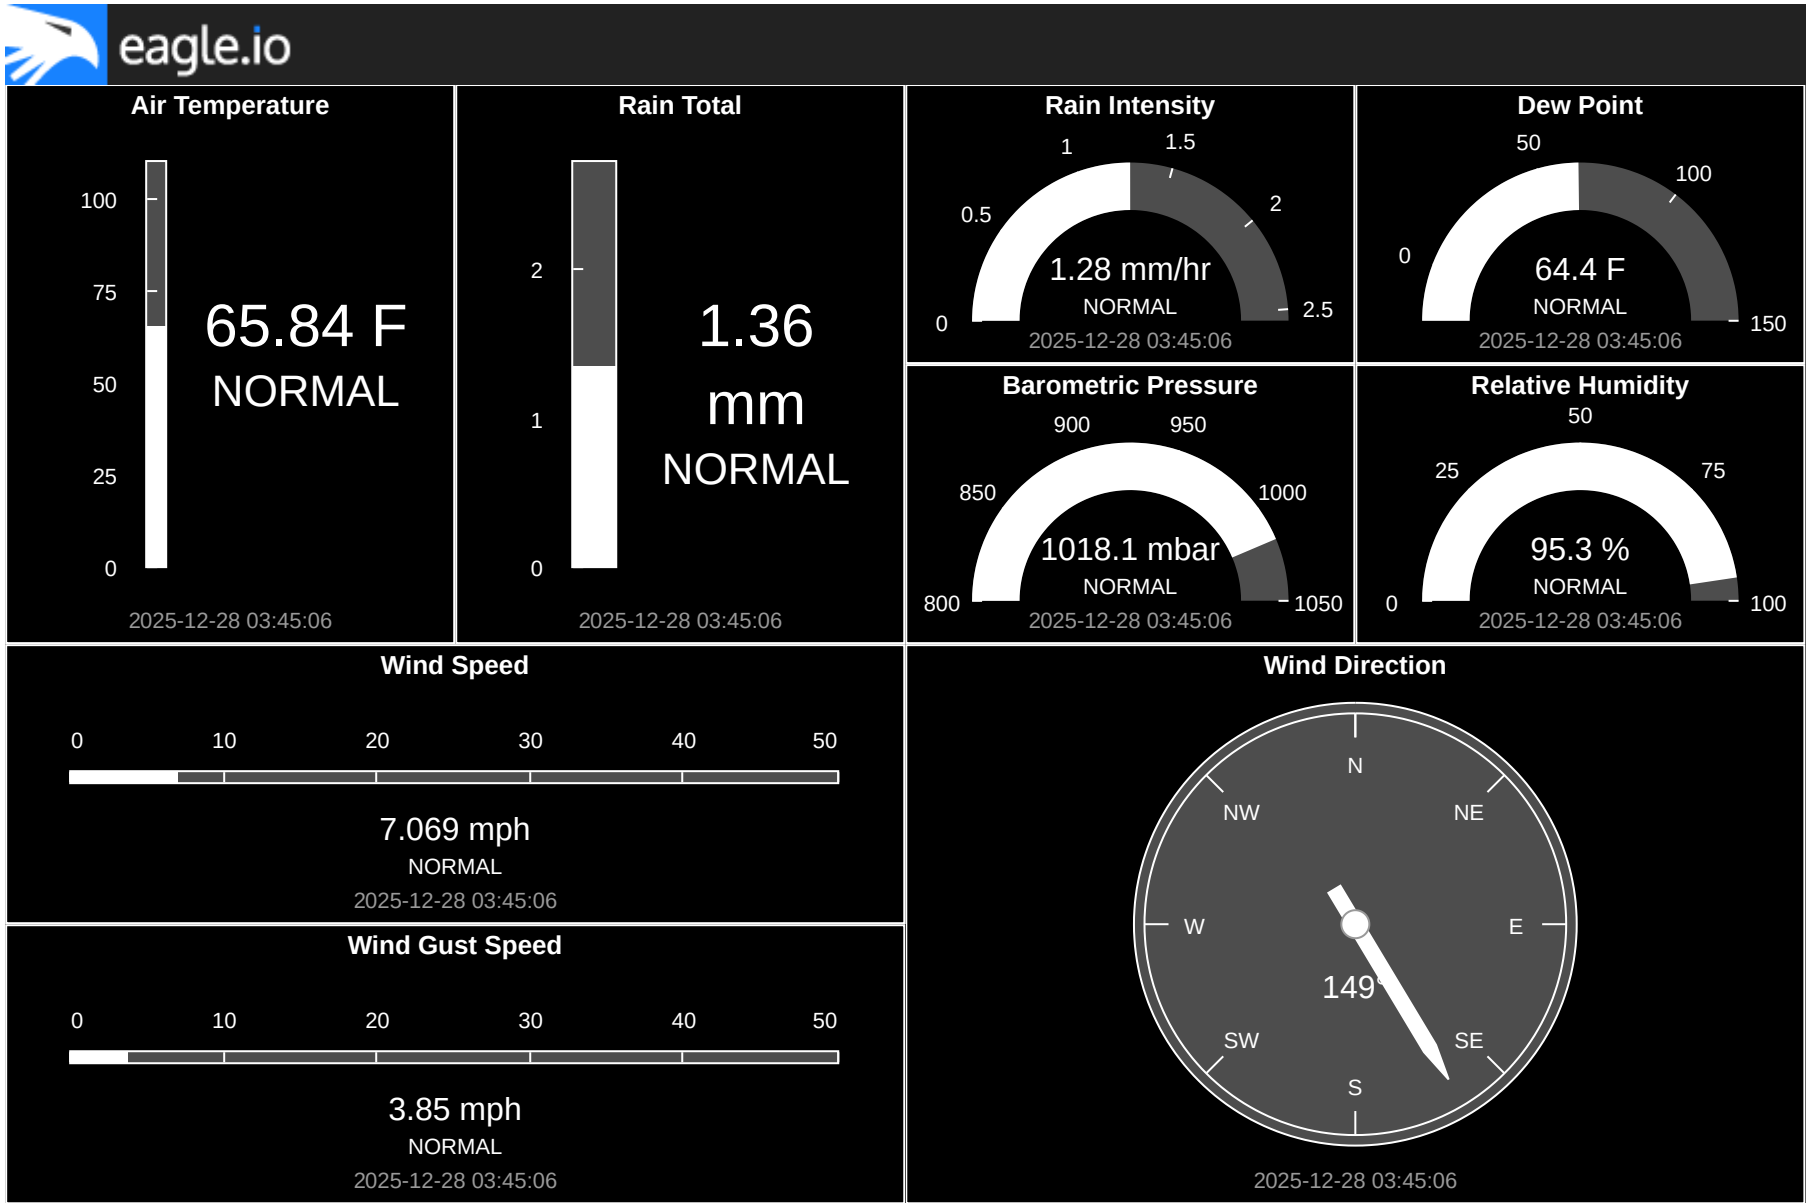 eagle.io
Air Temperature
100
75
50
25
0
65.84 F
NORMAL
2025-12-28 03:45:06
Rain Total
2
1
0
1.36
mm
NORMAL
2025-12-28 03:45:06
Rain Intensity
0
0.5
1
1.5
2
2.5
1.28 mm/hr
NORMAL
2025-12-28 03:45:06
Dew Point
0
50
100
150
64.4 F
NORMAL
2025-12-28 03:45:06
Barometric Pressure
800
850
900
950
1000
1050
1018.1 mbar
NORMAL
2025-12-28 03:45:06
Relative Humidity
0
25
50
75
100
95.3 %
NORMAL
2025-12-28 03:45:06
Wind Speed
0 10 20 30 40 50
7.069 mph
NORMAL
2025-12-28 03:45:06
Wind Gust Speed
0 10 20 30 40 50
3.85 mph
NORMAL
2025-12-28 03:45:06
Wind Direction
N
NW NE
W E
149°
SW SE
S
2025-12-28 03:45:06